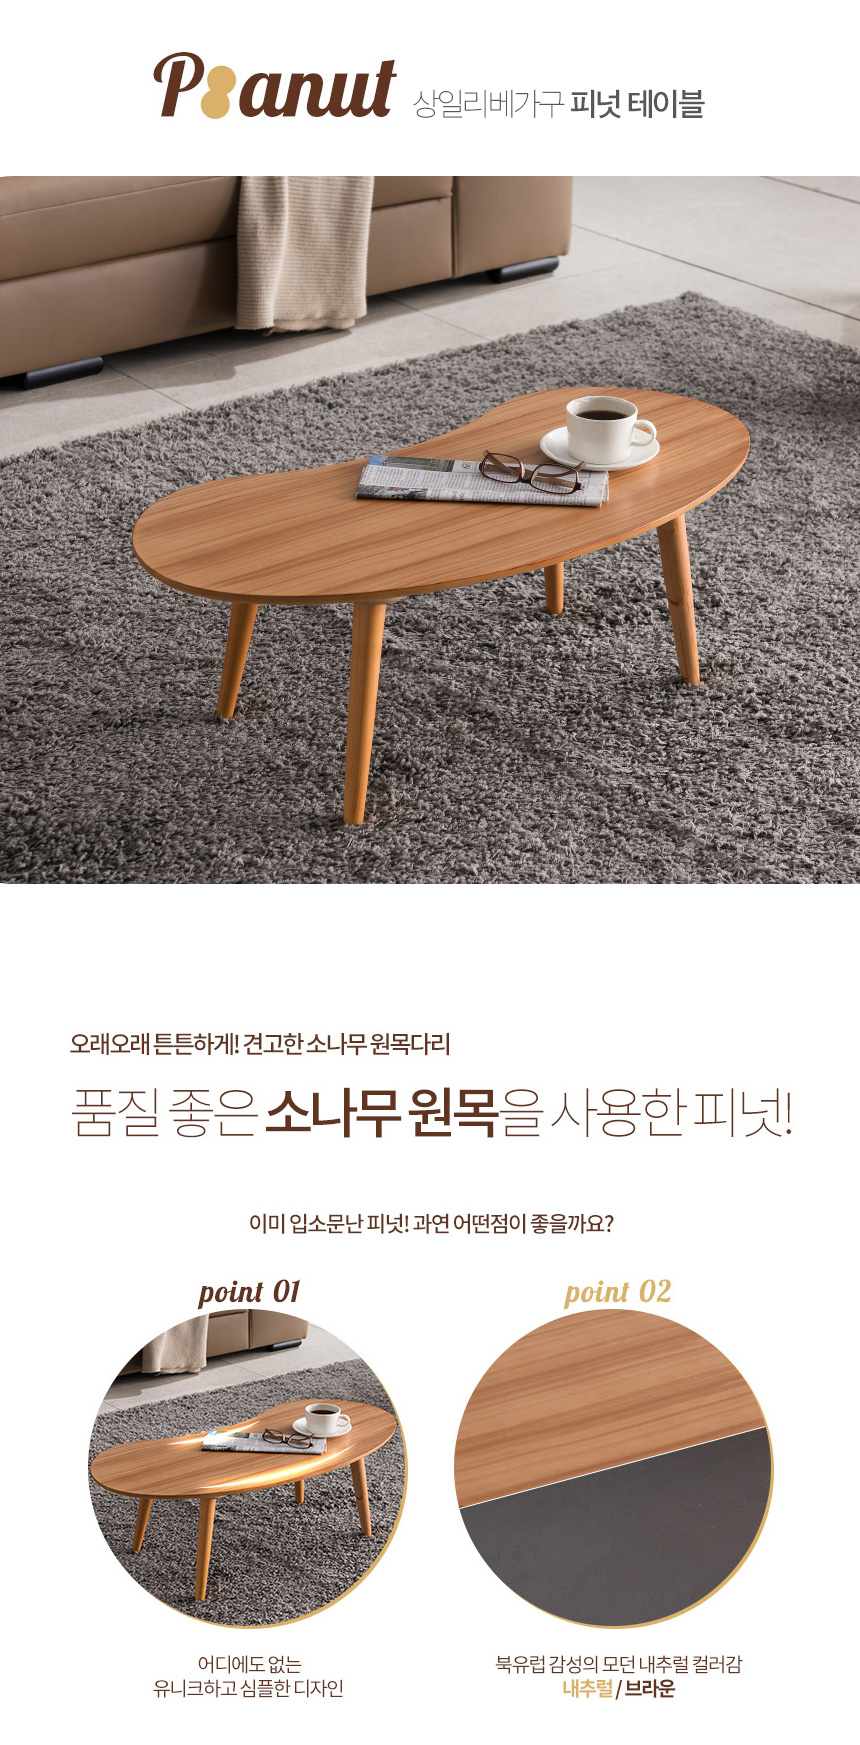 Peanut 상일리베가구 피넛 테이블
오래오래 튼튼하게! 견고한 소나무 원목다리
품질 좋은 소나무 원목을 사용한 피넛!
이미 입소문난 피넛! 과연 어떤점이 좋을까요?
point 01
어디에도 없는
유니크하고 심플한 디자인
point 02
북유럽 감성의 모던 내추럴 컬러감
내추럴 / 브라운